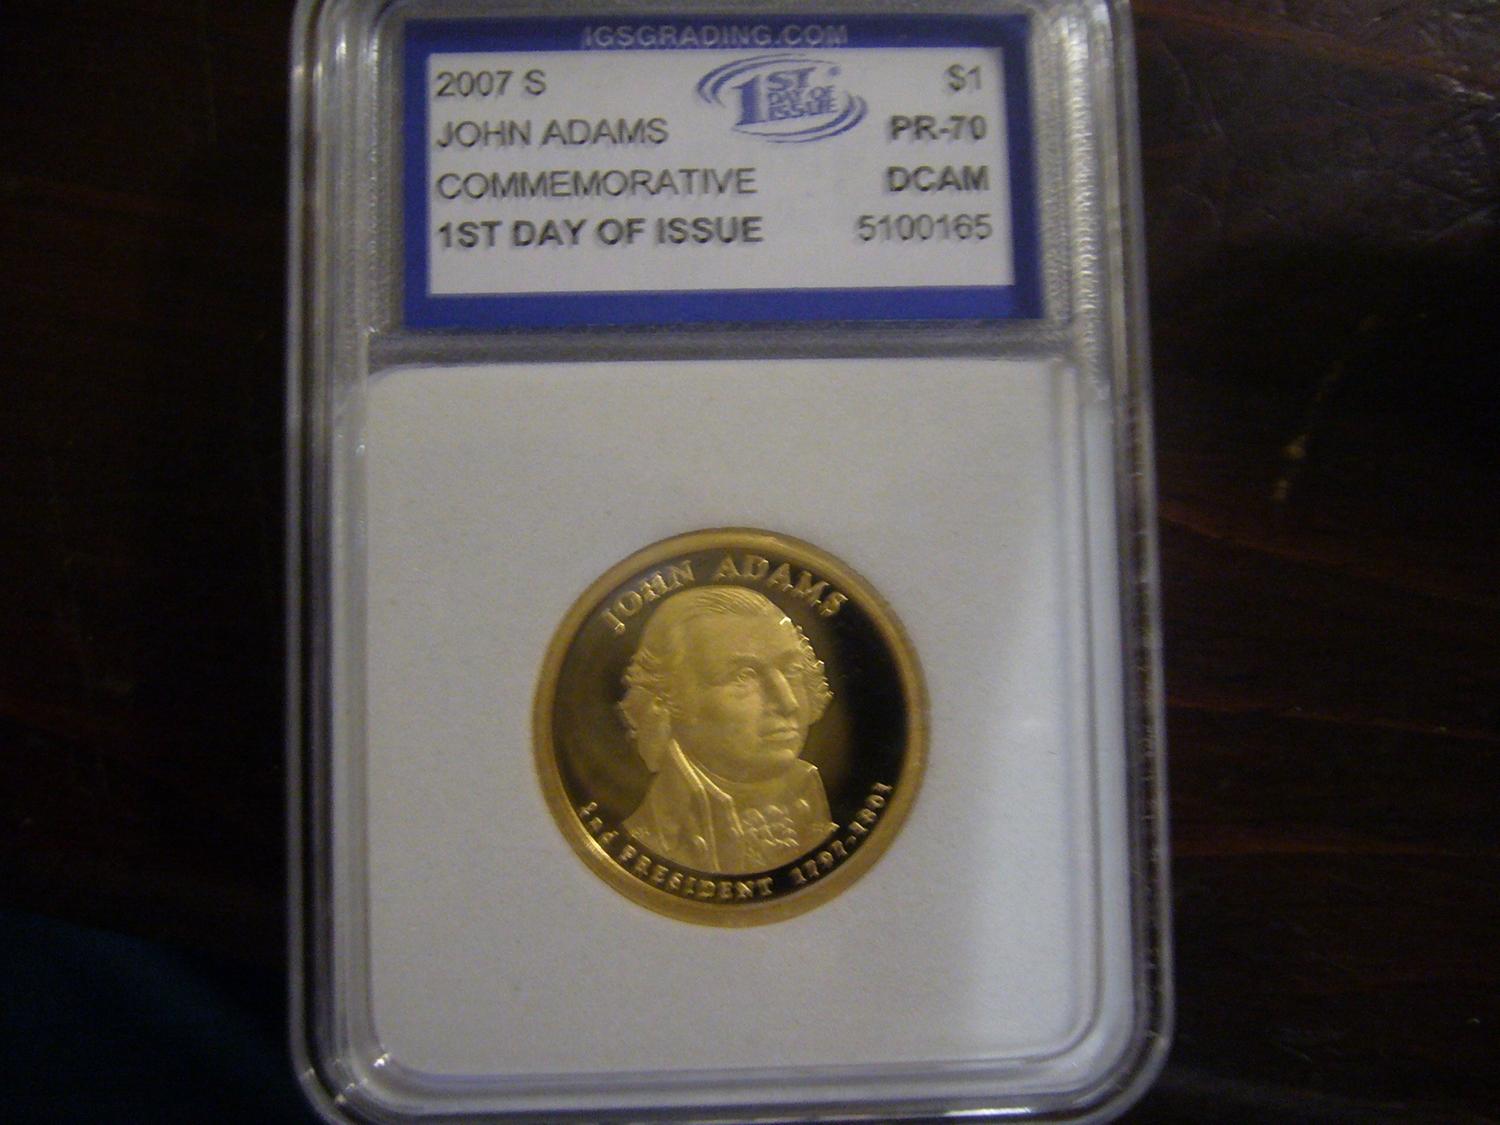 IGSGRADING.COM
2007 S
1ST DAY OF ISSUE
$1
JOHN ADAMS
PR-70
COMMEMORATIVE
DCAM
1ST DAY OF ISSUE
5100165
JOHN ADAMS
2nd PRESIDENT 1797-1801